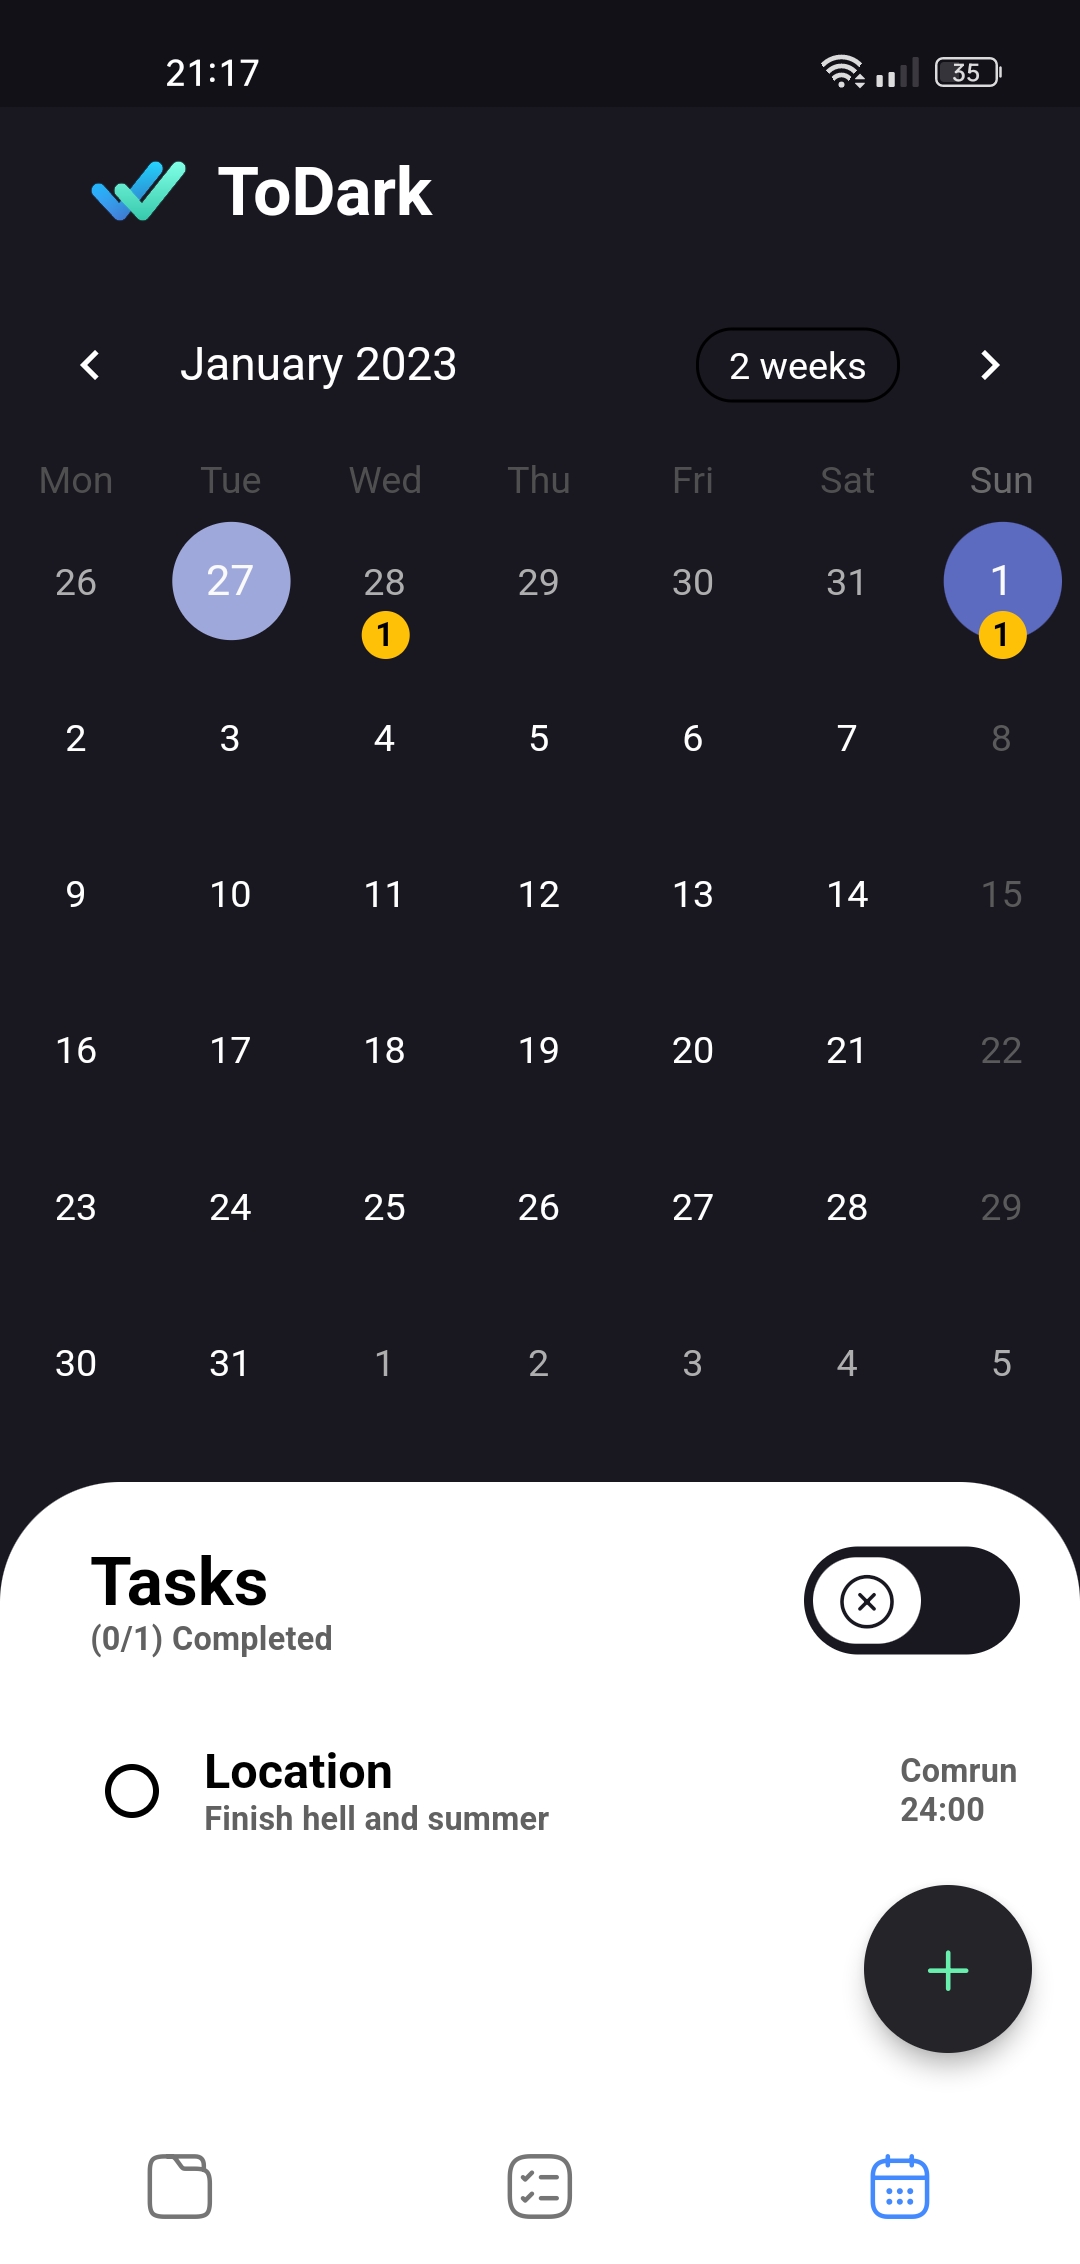 21:17
35
ToDark
January 2023
2 weeks
Mon Tue Wed Thu Fri Sat Sun
26 27 28 29 30 31 1
1 1
2 3 4 5 6 7 8
9 10 11 12 13 14 15
16 17 18 19 20 21 22
23 24 25 26 27 28 29
30 31 1 2 3 4 5
Tasks
(0/1) Completed
Location
Finish hell and summer
Comrun
24:00